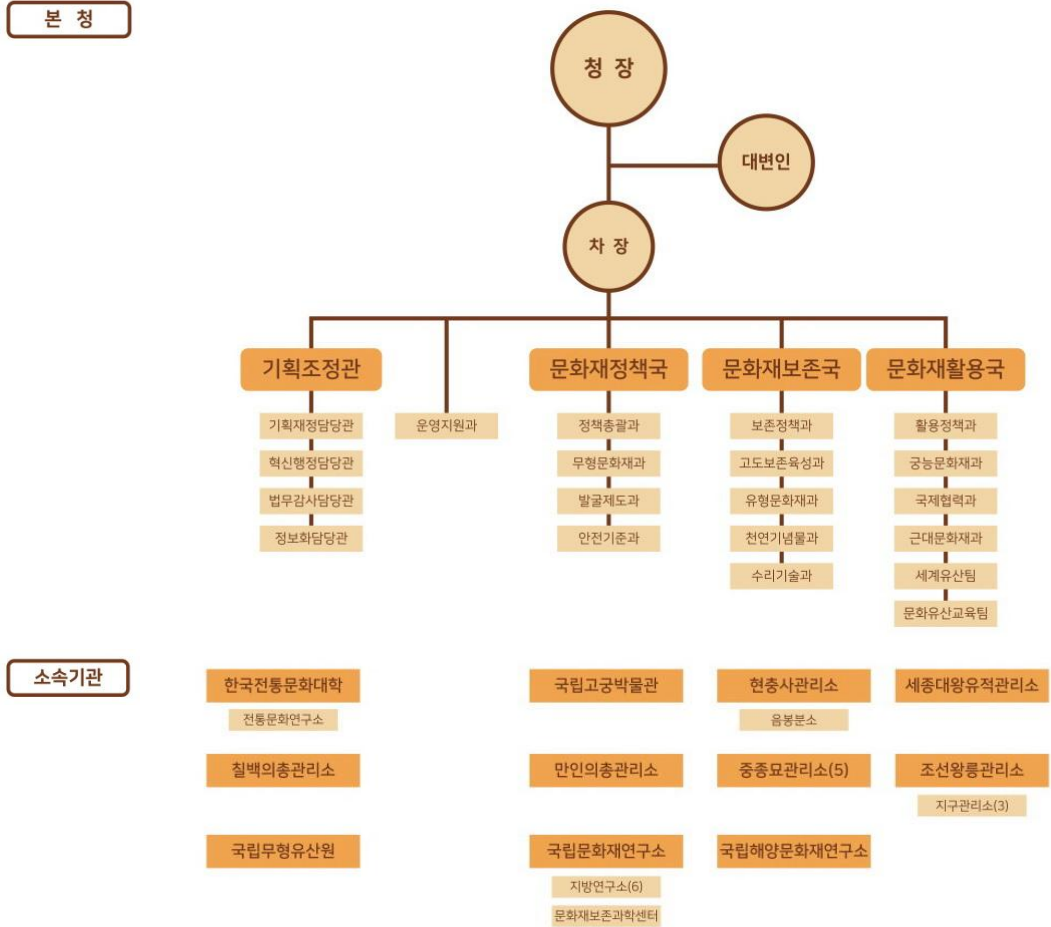 본 청
청 장
대변인
차 장
기획조정관
문화재정책국
문화재보존국
문화재활용국
기획재정담당관
운영지원과
정책총괄과
보존정책과
활용정책과
혁신행정담당관
무형문화재과
고도보존육성과
궁능문화재과
법무감사담당관
발굴제도과
유형문화재과
국제협력과
정보화담당관
안전기준과
천연기념물과
근대문화재과
수리기술과
세계유산팀
문화유산교육팀
소속기관
한국전통문화대학
국립고궁박물관
현충사관리소
세종대왕유적관리소
전통문화연구소
음봉분소
칠백의총관리소
만인의총관리소
중종묘관리소(5)
조선왕릉관리소
지구관리소(3)
국립무형유산원
국립문화재연구소
국립해양문화재연구소
지방연구소(6)
문화재보존과학센터